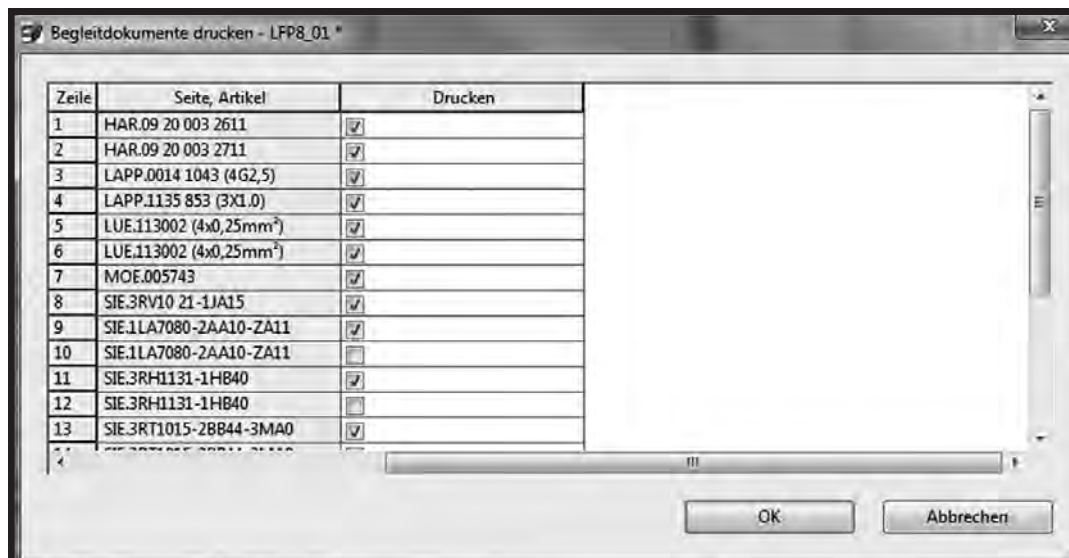 Begleitdokumente drucken - LFP8_01 *
Zeile Seite, Artikel Drucken
1 HAR.09 20 003 2611
2 HAR.09 20 003 2711
3 LAPP.0014 1043 (4G2,5)
4 LAPP.1135 853 (3X1.0)
5 LUE.113002 (4x0,25mm²)
6 LUE.113002 (4x0,25mm²)
7 MOE.005743
8 SIE.3RV10 21-1JA15
9 SIE.1LA7080-2AA10-ZA11
10 SIE.1LA7080-2AA10-ZA11
11 SIE.3RH1131-1HB40
12 SIE.3RH1131-1HB40
13 SIE.3RT1015-2BB44-3MA0
OK Abbrechen